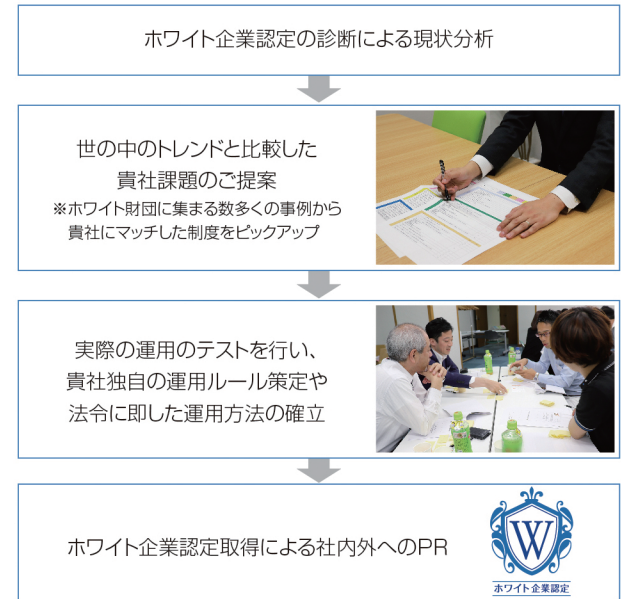 ホワイト企業認定の診断による現状分析
世の中のトレンドと比較した
貴社課題のご提案
※ホワイト財団に集まる数多くの事例から
貴社にマッチした制度をピックアップ
実際の運用のテストを行い、
貴社独自の運用ルール策定や
法令に即した運用方法の確立
ホワイト企業認定取得による社内外へのPR
W
ホワイト企業認定